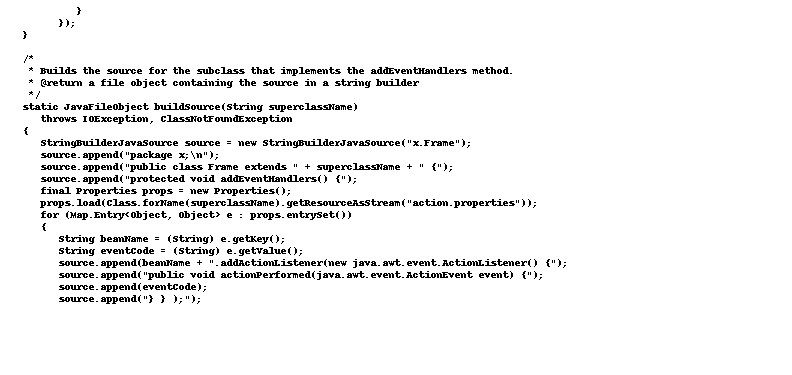 }
});
}
/*
* Builds the source for the subclass that implements the addEventHandlers method.
* @return a file object containing the source in a string builder
*/
static JavaFileObject buildSource(String superclassName)
throws IOException, ClassNotFoundException
{
StringBuilderJavaSource source = new StringBuilderJavaSource("x.Frame");
source.append("package x;\n");
source.append("public class Frame extends " + superclassName + " {");
source.append("protected void addEventHandlers() {");
final Properties props = new Properties();
props.load(Class.forName(superclassName).getResourceAsStream("action.properties"));
for (Map.Entry<Object, Object> e : props.entrySet())
{
String beanName = (String) e.getKey();
String eventCode = (String) e.getValue();
source.append(beanName + ".addActionListener(new java.awt.event.ActionListener() {");
source.append("public void actionPerformed(java.awt.event.ActionEvent event) {");
source.append(eventCode);
source.append("} } );");